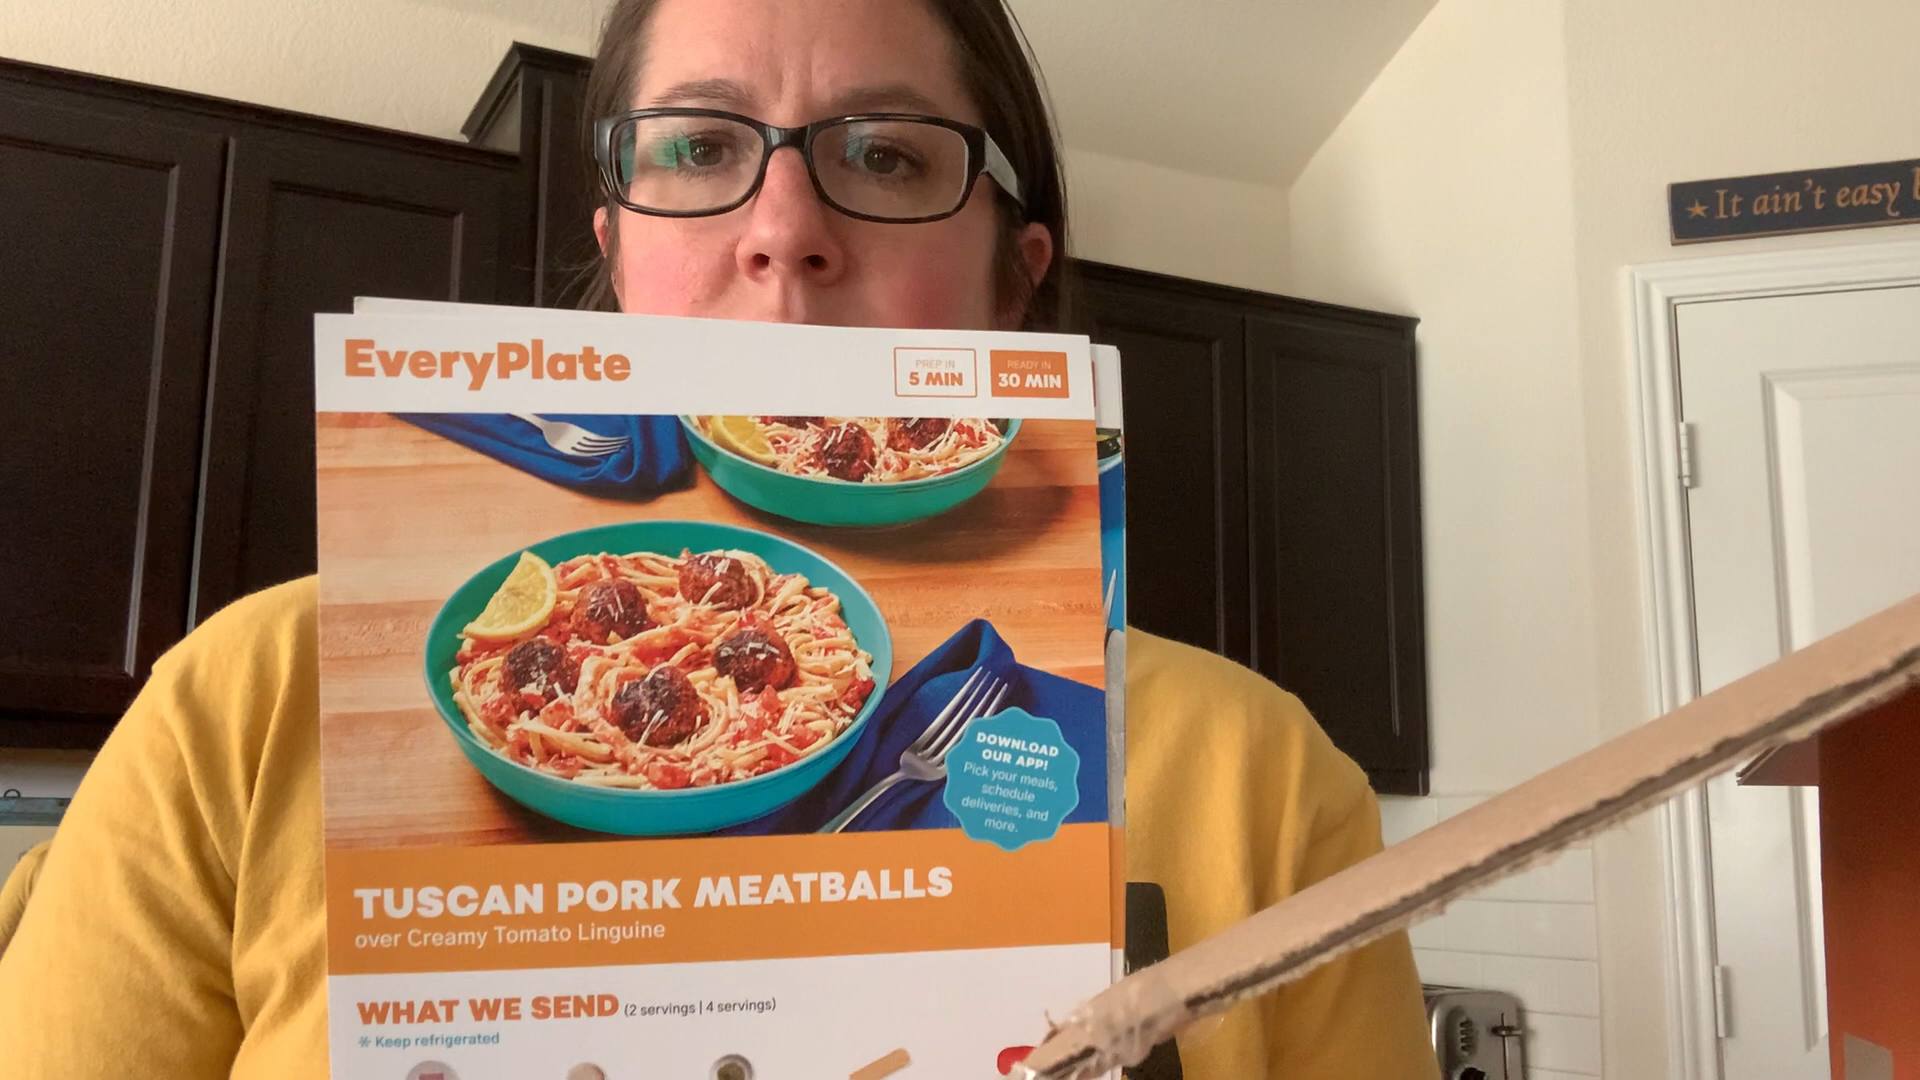 ★ It ain't easy
EveryPlate
PREP IN
5 MIN
READY IN
30 MIN
DOWNLOAD
OUR APP!
Pick your meals,
schedule
deliveries, and
more.
TUSCAN PORK MEATBALLS
over Creamy Tomato Linguine
WHAT WE SEND (2 servings | 4 servings)
* Keep refrigerated